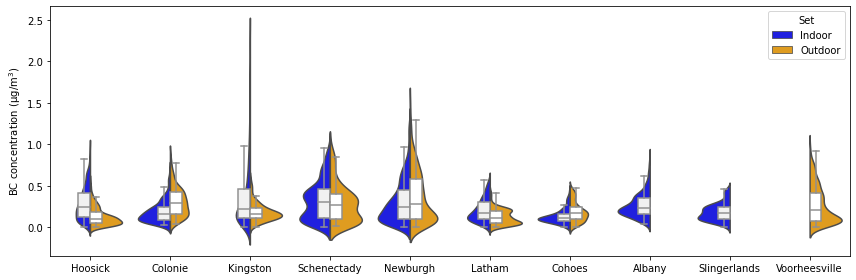 BC concentration (µg/m³)
2.5
2.0
1.5
1.0
0.5
0.0
Set
Indoor
Outdoor
Hoosick Colonie Kingston Schenectady Newburgh Latham Cohoes Albany Slingerlands Voorheesville